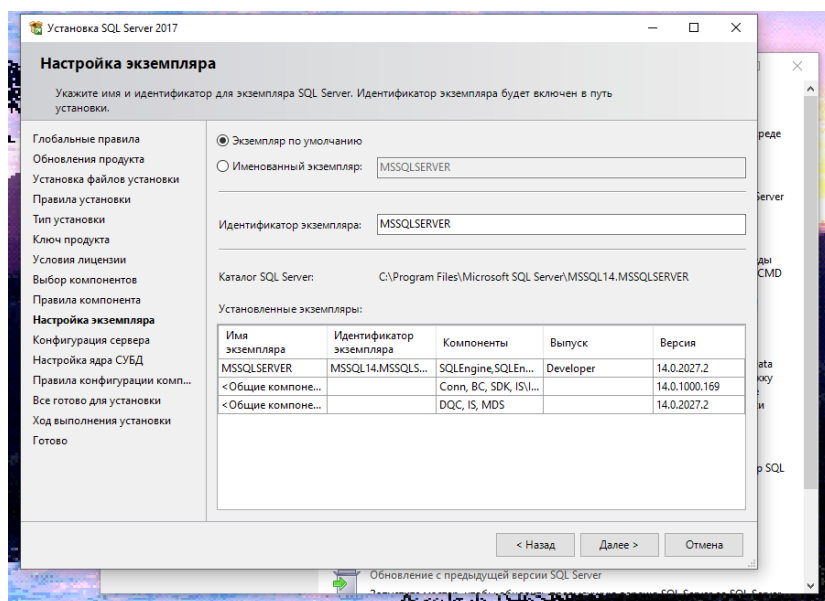 Установка SQL Server 2017
Настройка экземпляра
Укажите имя и идентификатор для экземпляра SQL Server. Идентификатор экземпляра будет включен в путь
установки.
Глобальные правила
Обновления продукта
Установка файлов установки
Правила установки
Тип установки
Ключ продукта
Условия лицензии
Выбор компонентов
Правила компонента
Настройка экземпляра
Конфигурация сервера
Настройка ядра СУБД
Правила конфигурации комп...
Все готово для установки
Ход выполнения установки
Готово
Экземпляр по умолчанию
Именованный экземпляр: MSSQLSERVER
Идентификатор экземпляра: MSSQLSERVER
Каталог SQL Server: C:\Program Files\Microsoft SQL Server\MSSQL14.MSSQLSERVER
Установленные экземпляры:
Имя экземпляра Идентификатор экземпляра Компоненты Выпуск Версия
MSSQLSERVER MSSQL14.MSSQLS... SQLEngine,SQLEn... Developer 14.0.2027.2
<Общие компоне... Conn, BC, SDK, IS\I... 14.0.1000.169
<Общие компоне... DQC, IS, MDS 14.0.2027.2
< Назад Далее > Отмена
реде
Server
CMD
ata
р SQL
Обновление с предыдущей версии SQL Server